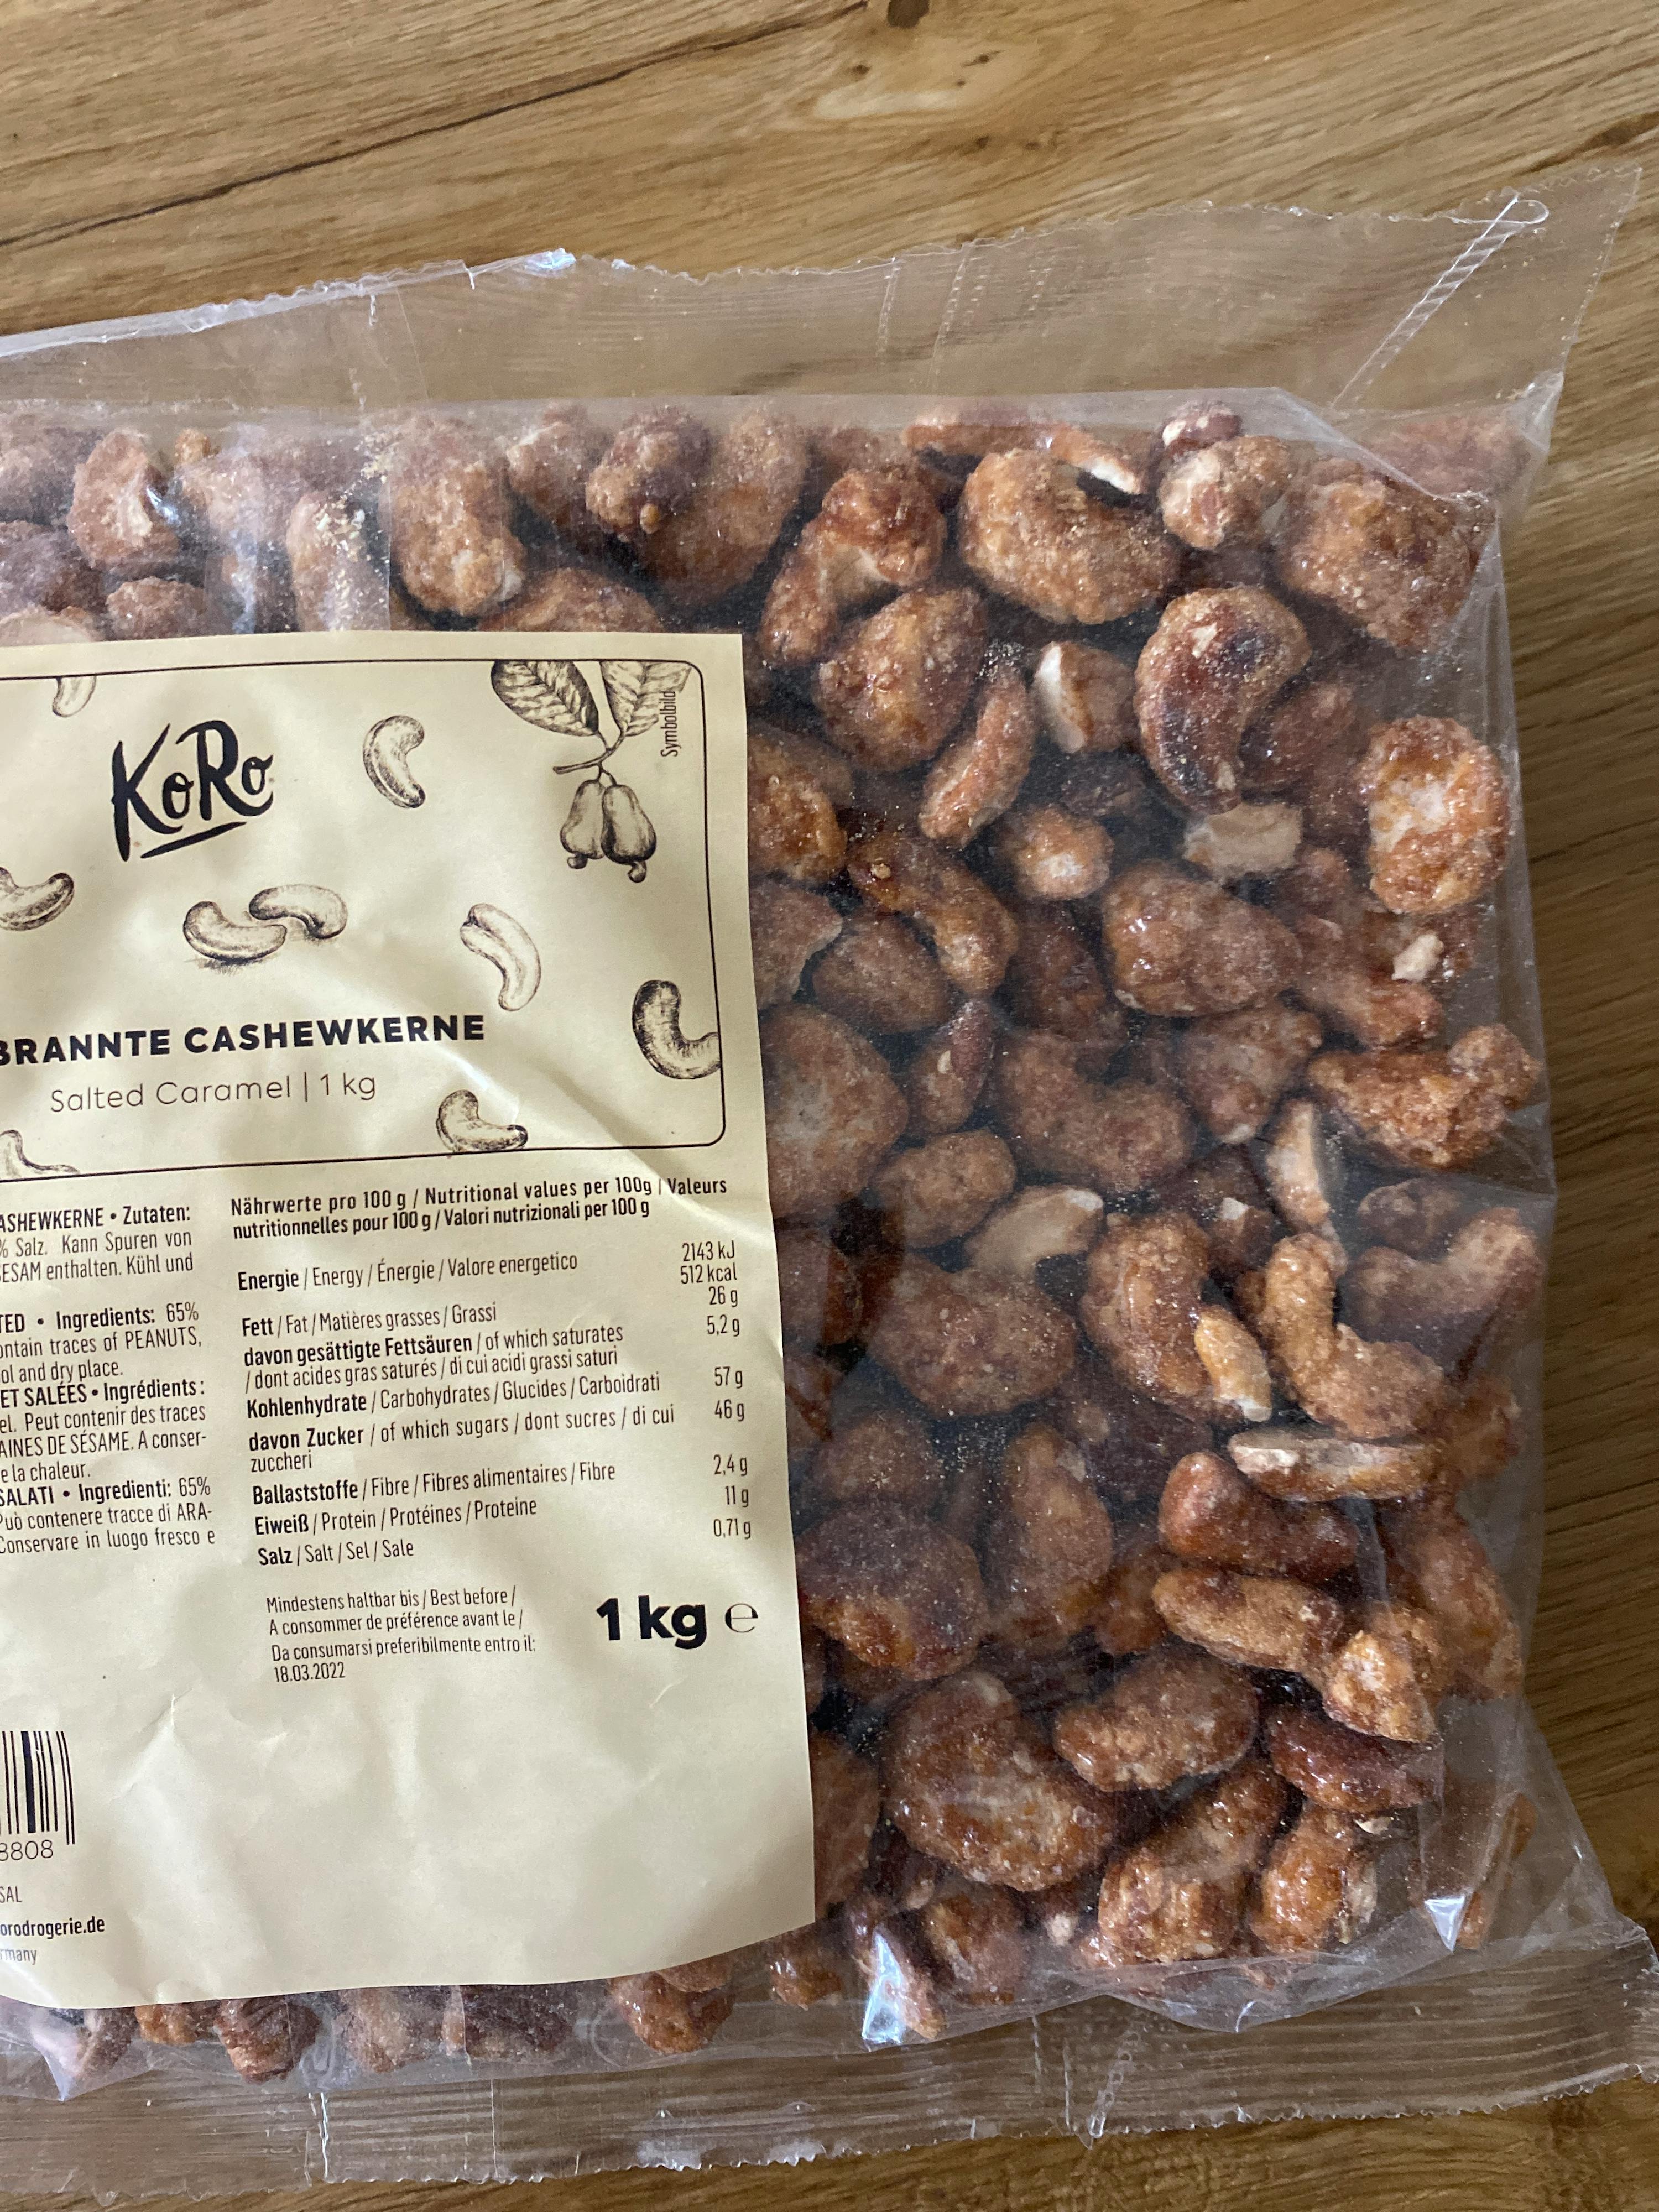 Symbolbild
KoRo
BRANNTE CASHEWKERNE
Salted Caramel | 1 kg
ASHEWKERNE • Zutaten:
% Salz. Kann Spuren von
ESAM enthalten. Kühl und
TED • Ingredients: 65%
ontain traces of PEANUTS,
ol and dry place.
ET SALÉES • Ingrédients:
el. Peut contenir des traces
AINES DE SÉSAME. A conser-
e la chaleur.
SALATI • Ingredienti: 65%
Può contenere tracce di ARA-
Conservare in luogo fresco e
Nährwerte pro 100 g / Nutritional values per 100g / Valeurs
nutritionnelles pour 100 g / Valori nutrizionali per 100 g
Energie / Energy / Énergie / Valore energetico 2143 kJ
512 kcal
Fett / Fat / Matières grasses / Grassi 26 g
davon gesättigte Fettsäuren / of which saturates 5,2 g
/ dont acides gras saturés / di cui acidi grassi saturi
Kohlenhydrate / Carbohydrates / Glucides / Carboidrati 57 g
davon Zucker / of which sugars / dont sucres / di cui 46 g
zuccheri
Ballaststoffe / Fibre / Fibres alimentaires / Fibre 2,4 g
Eiweiß / Protein / Protéines / Proteine 11 g
Salz / Salt / Sel / Sale 0,71 g
Mindestens haltbar bis / Best before /
A consommer de préférence avant le /
Da consumarsi preferibilmente entro il:
18.03.2022
1 kg e
8808
SAL
orodrogerie.de
rmany